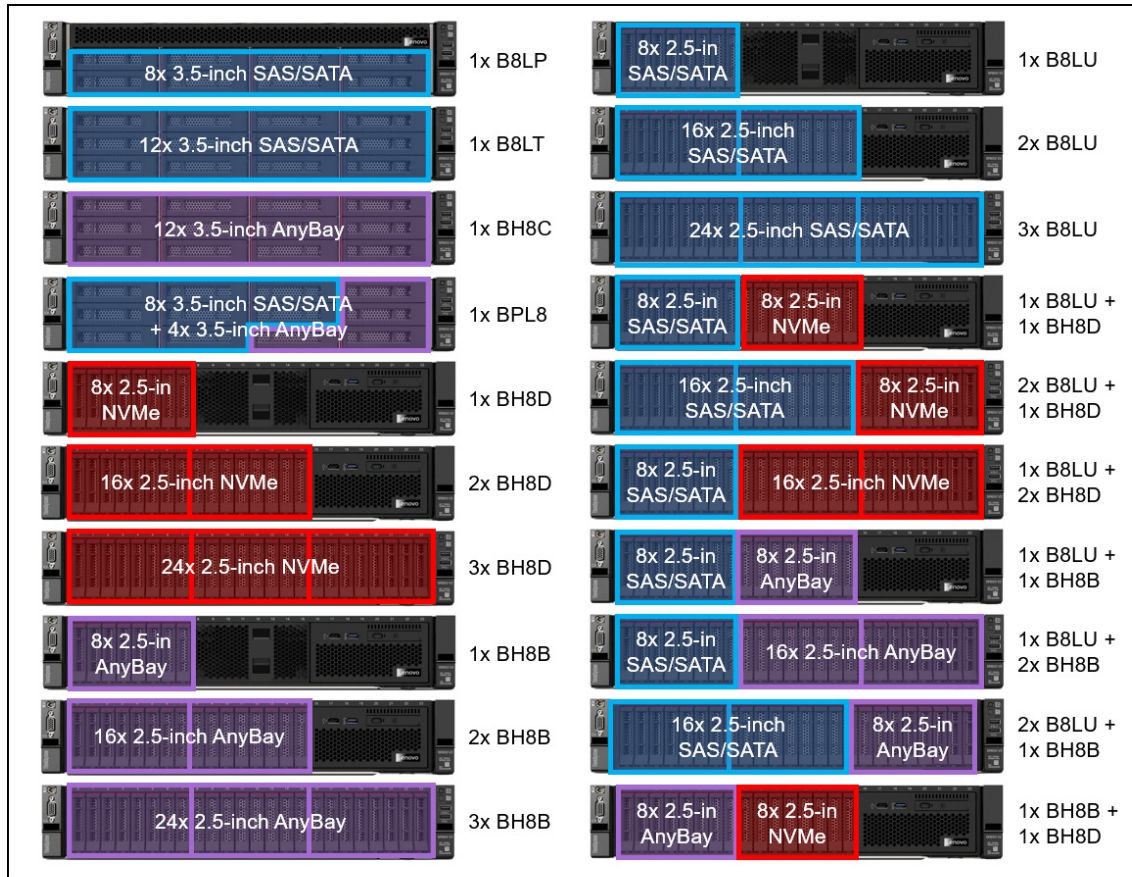 8x 3.5-inch SAS/SATA
1x B8LP
12x 3.5-inch SAS/SATA
1x B8LT
12x 3.5-inch AnyBay
1x BH8C
8x 3.5-inch SAS/SATA
+ 4x 3.5-inch AnyBay
1x BPL8
8x 2.5-in
NVMe
1x BH8D
16x 2.5-inch NVMe
2x BH8D
24x 2.5-inch NVMe
3x BH8D
8x 2.5-in
AnyBay
1x BH8B
16x 2.5-inch AnyBay
2x BH8B
24x 2.5-inch AnyBay
3x BH8B
8x 2.5-in
SAS/SATA
1x B8LU
16x 2.5-inch
SAS/SATA
2x B8LU
24x 2.5-inch SAS/SATA
3x B8LU
8x 2.5-in
SAS/SATA
8x 2.5-in
NVMe
1x B8LU +
1x BH8D
16x 2.5-inch
SAS/SATA
8x 2.5-in
NVMe
2x B8LU +
1x BH8D
8x 2.5-in
SAS/SATA
16x 2.5-inch NVMe
1x B8LU +
2x BH8D
8x 2.5-in
SAS/SATA
8x 2.5-in
AnyBay
1x B8LU +
1x BH8B
8x 2.5-in
SAS/SATA
16x 2.5-inch AnyBay
1x B8LU +
2x BH8B
16x 2.5-inch
SAS/SATA
8x 2.5-in
AnyBay
2x B8LU +
1x BH8B
8x 2.5-in
AnyBay
8x 2.5-in
NVMe
1x BH8B +
1x BH8D